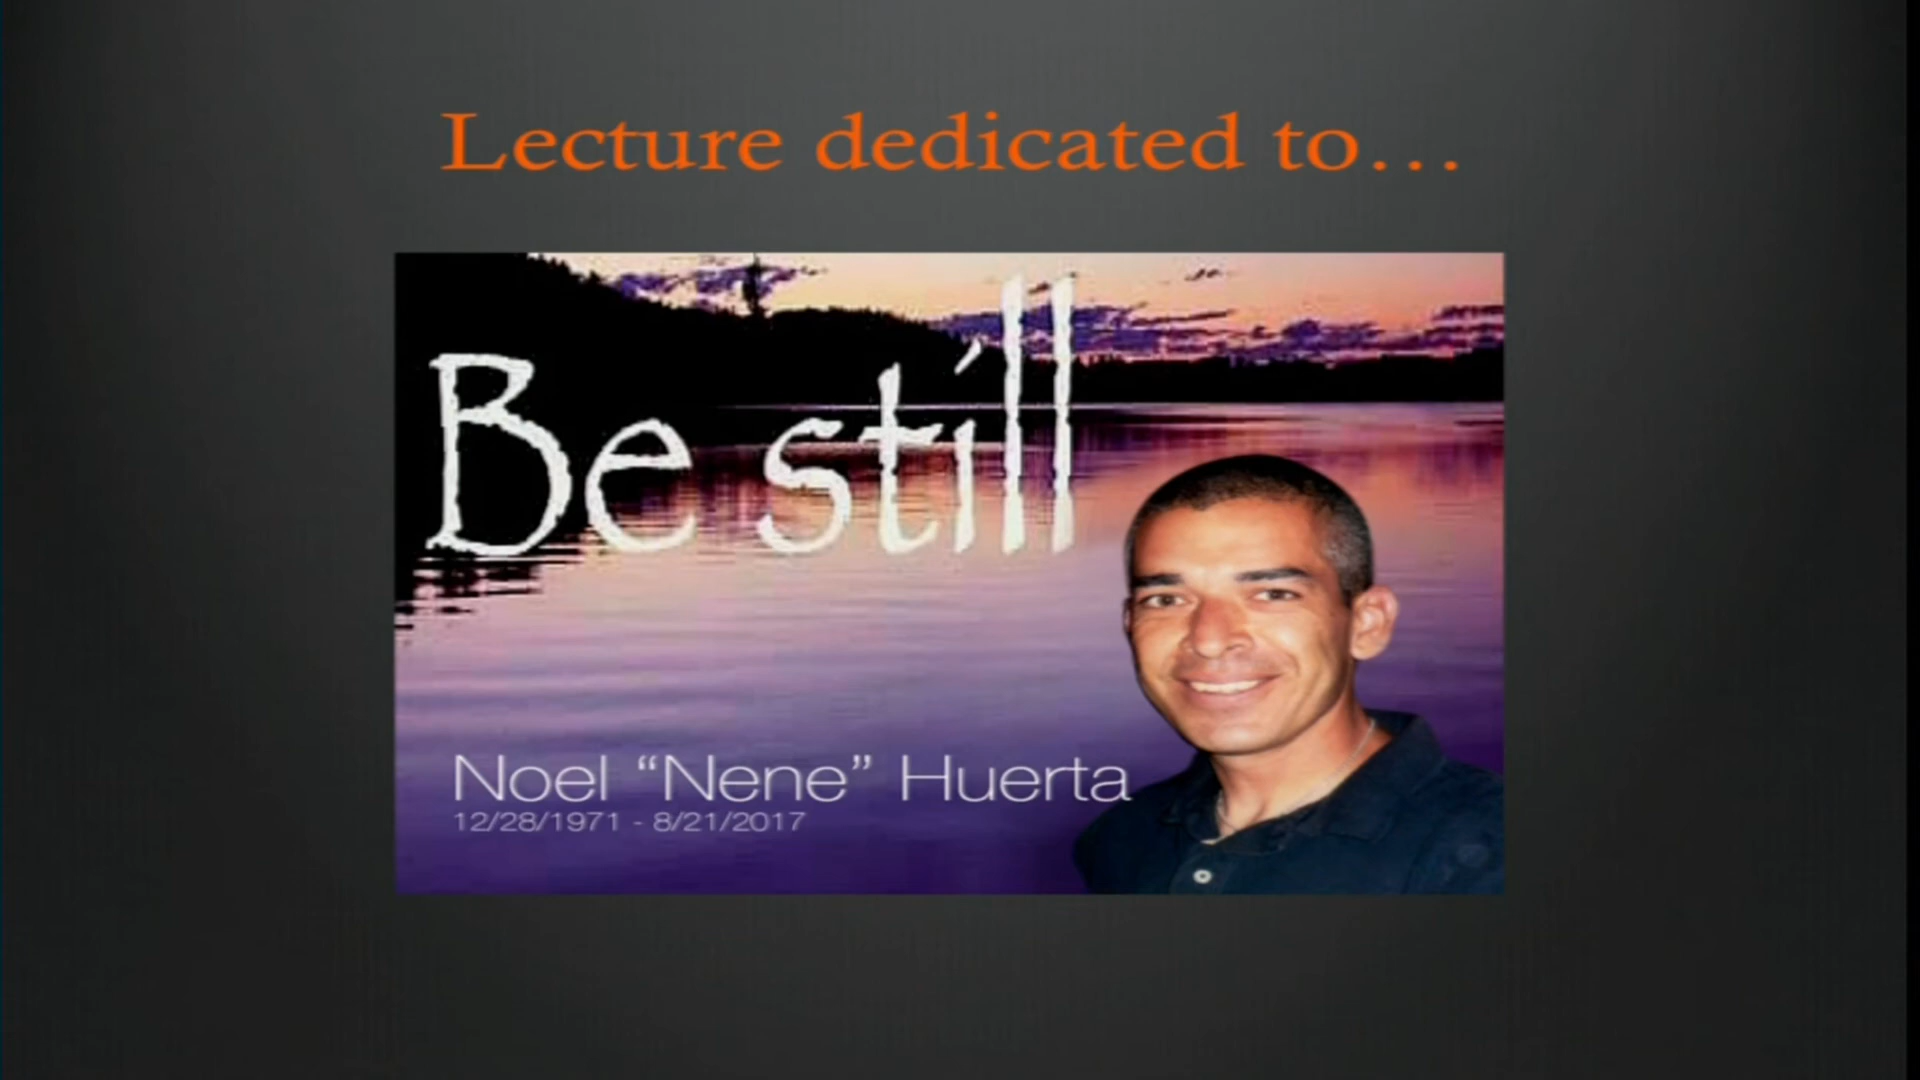 Lecture dedicated to...
Be still
Noel “Nene” Huerta
12/28/1971 - 8/21/2017